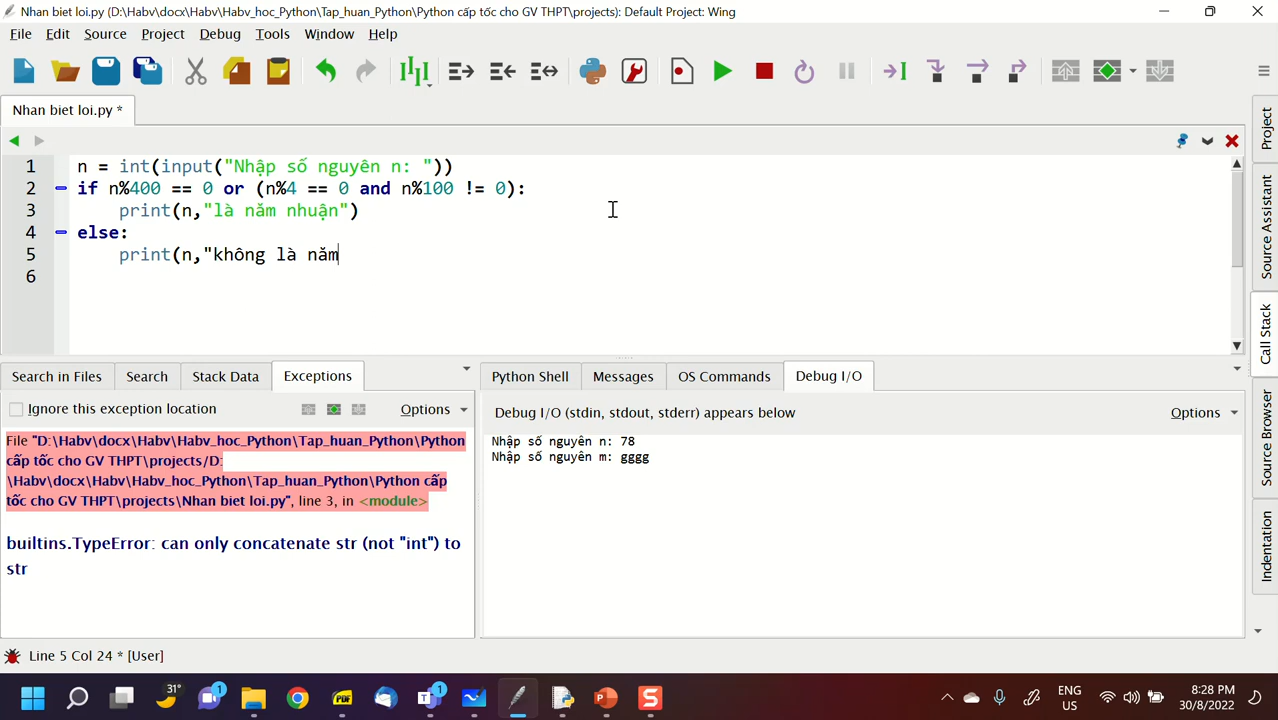 Nhan biet loi.py (D:\Habv\docx\Habv\Habv_hoc_Python\Tap_huan_Python\Python cấp tốc cho GV THPT\projects): Default Project: Wing
File Edit Source Project Debug Tools Window Help
Nhan biet loi.py *
1 n = int(input("Nhập số nguyên n: "))
2 if n%400 == 0 or (n%4 == 0 and n%100 != 0):
3 print(n,"là năm nhuận")
4 else:
5 print(n,"không là năm
6
Project
Source Assistant
Call Stack
Source Browser
Indentation
Search in Files Search Stack Data Exceptions
Ignore this exception location Options
File "D:\Habv\docx\Habv\Habv_hoc_Python\Tap_huan_Python\Python
cấp tốc cho GV THPT\projects/D:
\Habv\docx\Habv\Habv_hoc_Python\Tap_huan_Python\Python cấp
tốc cho GV THPT\projects\Nhan biet loi.py", line 3, in <module>
builtins.TypeError: can only concatenate str (not "int") to
str
Python Shell Messages OS Commands Debug I/O
Debug I/O (stdin, stdout, stderr) appears below Options
Nhập số nguyên n: 78
Nhập số nguyên m: gggg
Line 5 Col 24 * [User]
31°
1
PDF
1
ENG
US
8:28 PM
30/8/2022